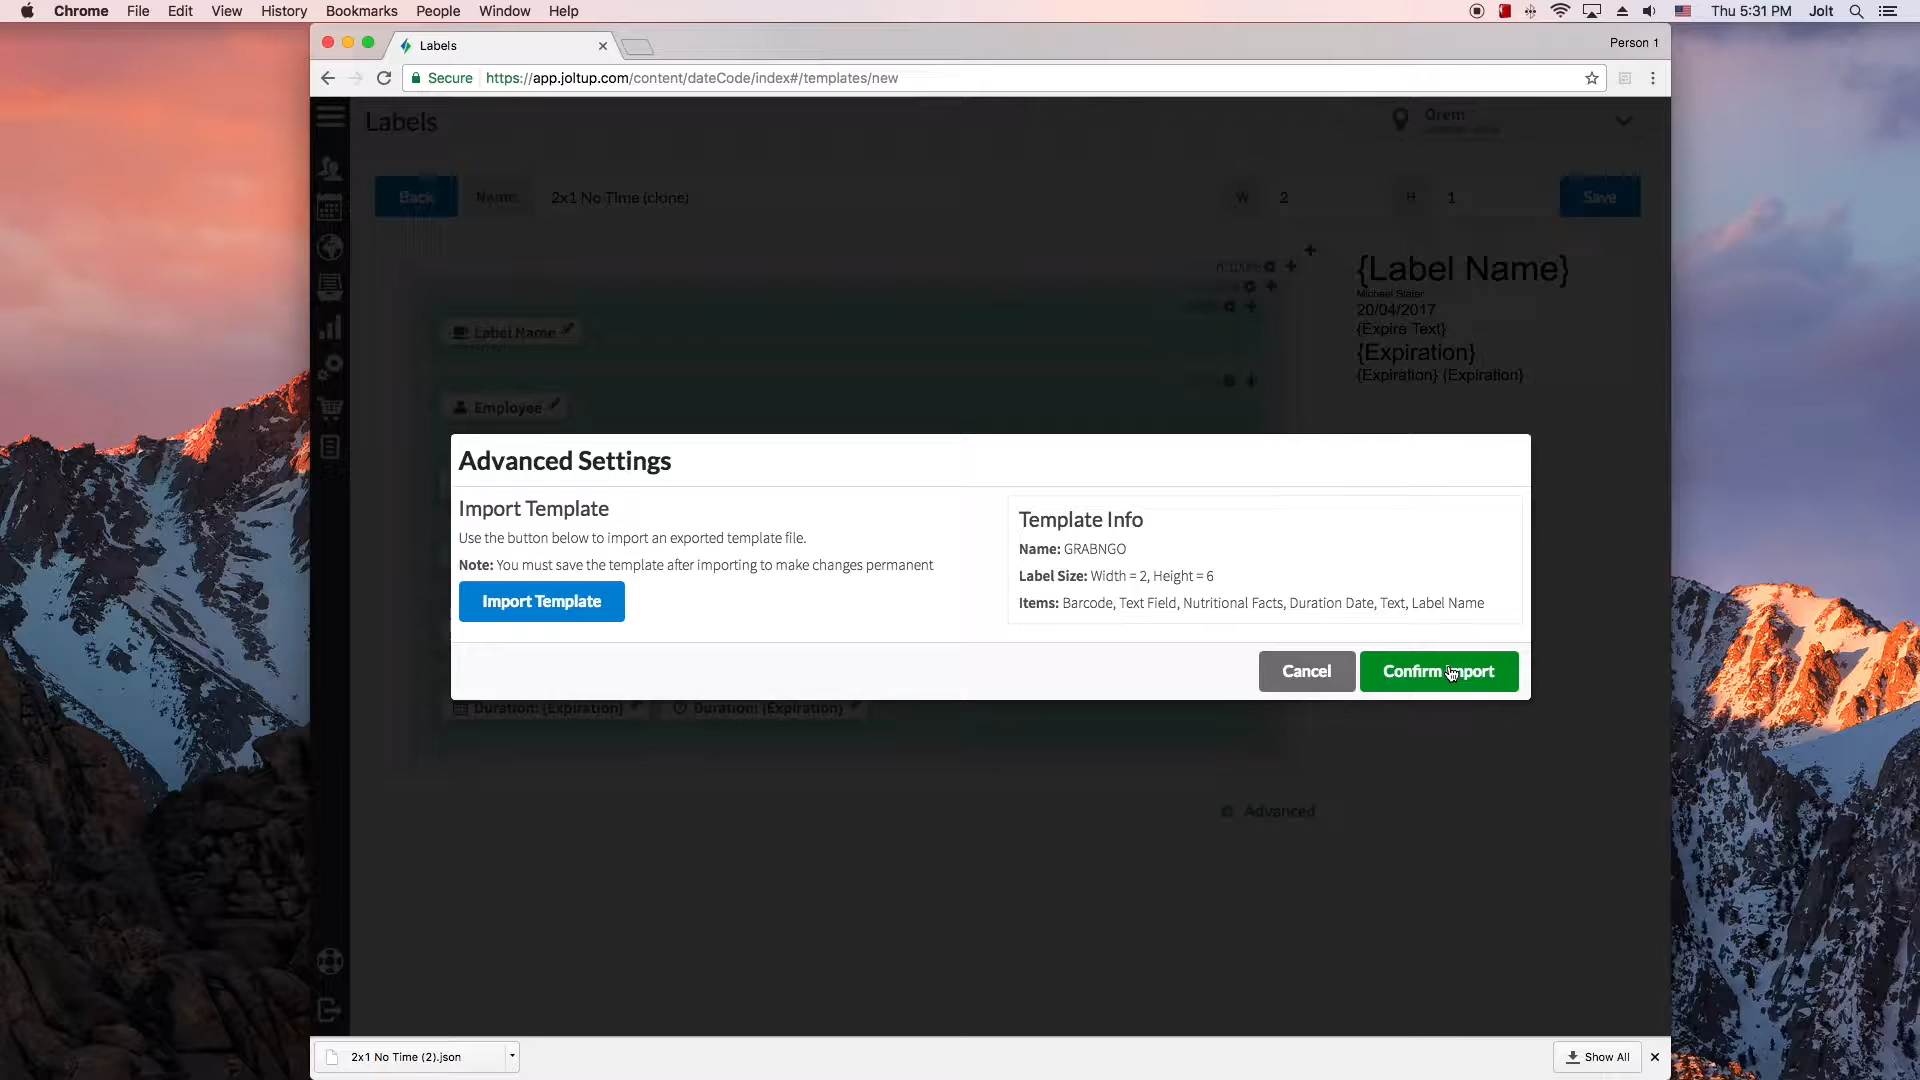 Chrome File Edit View History Bookmarks People Window Help
Thu 5:31 PM Jolt
Labels
Person 1
Secure https://app.joltup.com/content/dateCode/index#/templates/new
Labels
Orem
Back Name: 2x1 No Time (clone) W 2 H 1 Save
{Label Name}
Michael Slater
20/04/2017
{Expire Text}
{Expiration}
{Expiration} {Expiration}
Label Name
Employee
Advanced Settings
Import Template
Use the button below to import an exported template file.
Note: You must save the template after importing to make changes permanent
Import Template
Template Info
Name: GRABNGO
Label Size: Width = 2, Height = 6
Items: Barcode, Text Field, Nutritional Facts, Duration Date, Text, Label Name
Cancel Confirm Import
Duration: {Expiration} Duration: {Expiration}
Advanced
2x1 No Time (2).json
Show All